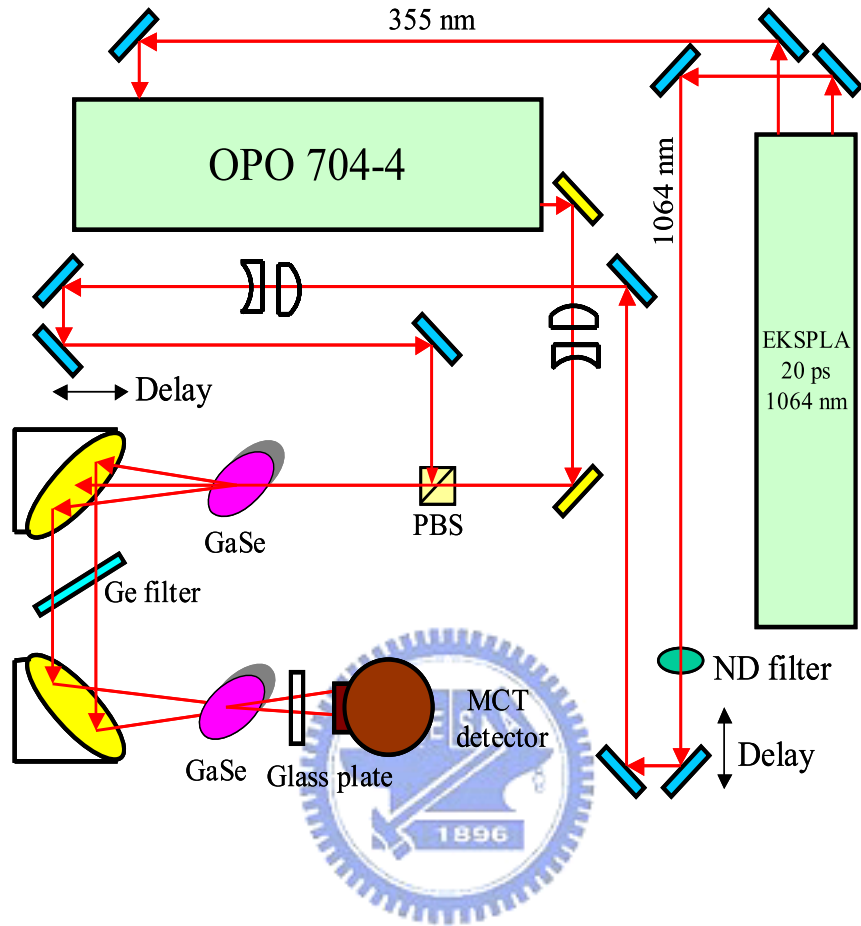 355 nm
OPO 704-4
1064 nm
EKSPLA
20 ps
1064 nm
Delay
PBS
GaSe
Ge filter
ND filter
MCT
detector
Delay
GaSe
Glass plate
1896